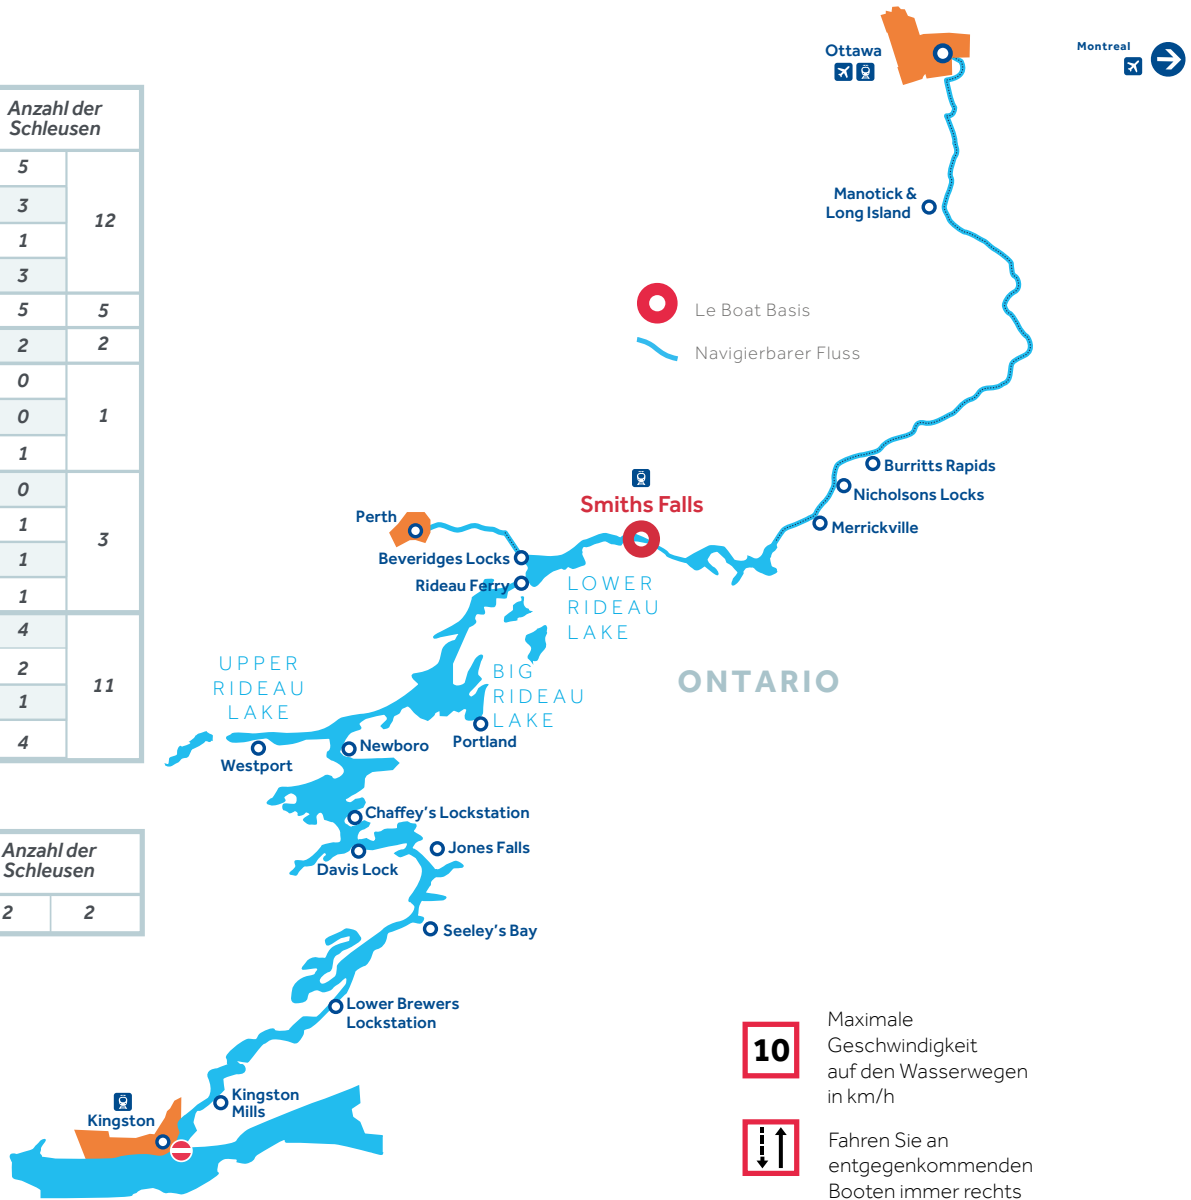 Ottawa
Montreal
Anzahl der
Schleusen
5
12
3
1
3
5 5
2 2
0
1
0
1
0
3
1
1
1
4
11
2
1
4
Anzahl der
Schleusen
2 2
Manotick &
Long Island
Le Boat Basis
Navigierbarer Fluss
Burritts Rapids
Nicholsons Locks
Merrickville
Smiths Falls
Perth
Beveridges Locks
Rideau Ferry
LOWER
RIDEAU
LAKE
UPPER
RIDEAU
LAKE
BIG
RIDEAU
LAKE
ONTARIO
Portland
Newboro
Westport
Chaffey's Lockstation
Jones Falls
Davis Lock
Seeley's Bay
Lower Brewers
Lockstation
Kingston
Mills
Kingston
10
Maximale
Geschwindigkeit
auf den Wasserwegen
in km/h
Fahren Sie an
entgegenkommenden
Booten immer rechts